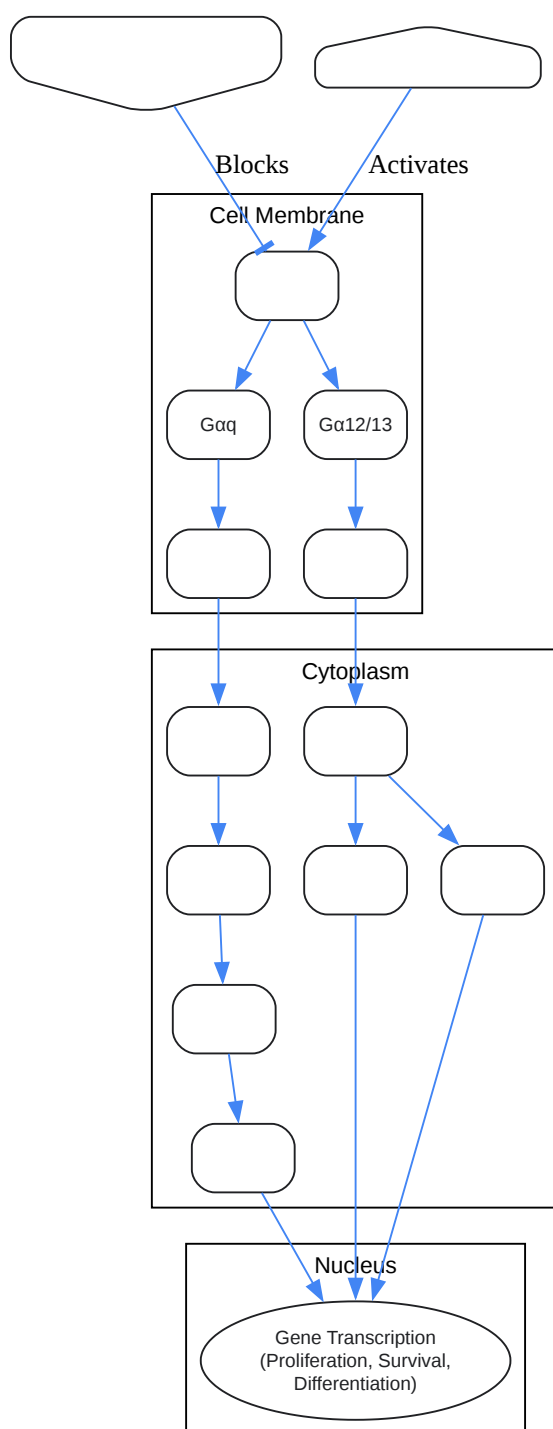 Blocks
Activates
Cell Membrane
Gαq
Gα12/13
Cytoplasm
Nucleus
Gene Transcription
(Proliferation, Survival,
Differentiation)